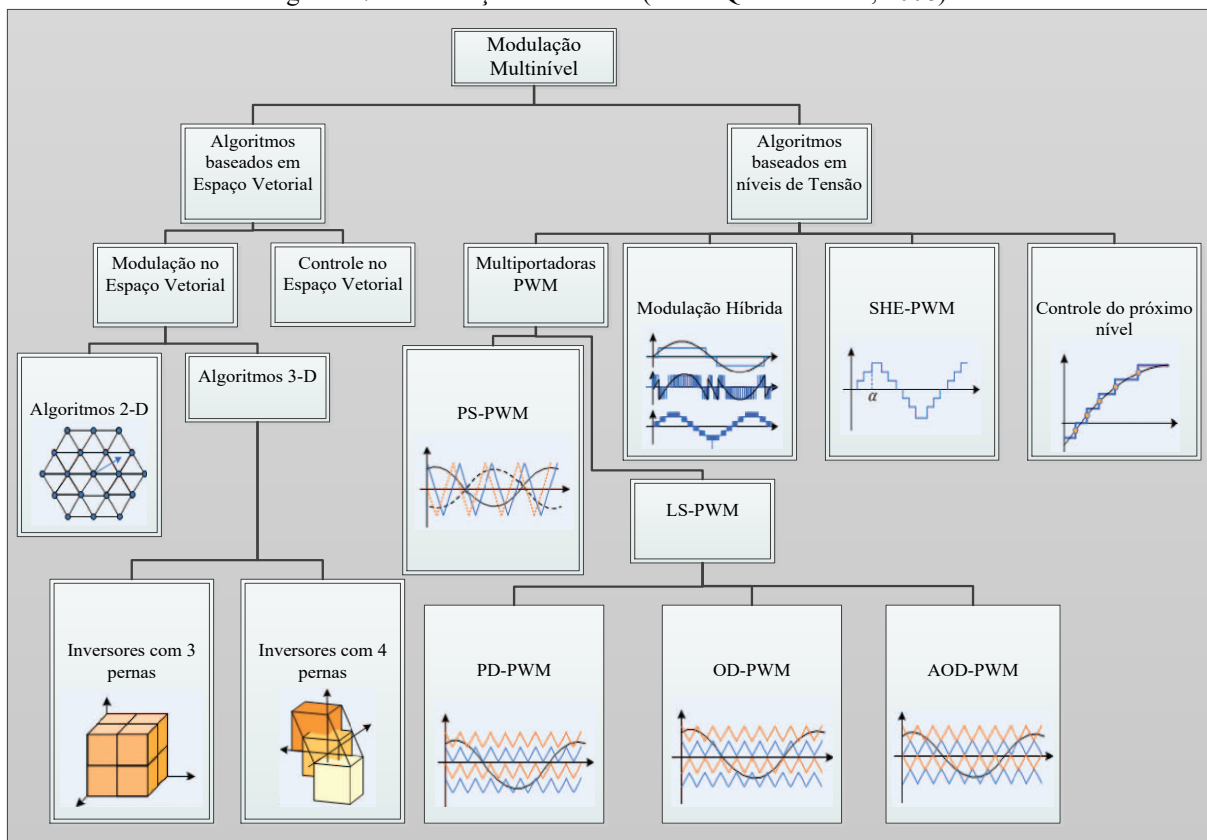 Modulação
Multinível
Algoritmos
baseados em
Espaço Vetorial
Algoritmos
baseados em
níveis de Tensão
Modulação no
Espaço Vetorial
Controle no
Espaço Vetorial
Multiportadoras
PWM
Modulação Híbrida
SHE-PWM
α
Controle do próximo
nível
Algoritmos 2-D
Algoritmos 3-D
PS-PWM
LS-PWM
Inversores com 3
pernas
Inversores com 4
pernas
PD-PWM
OD-PWM
AOD-PWM